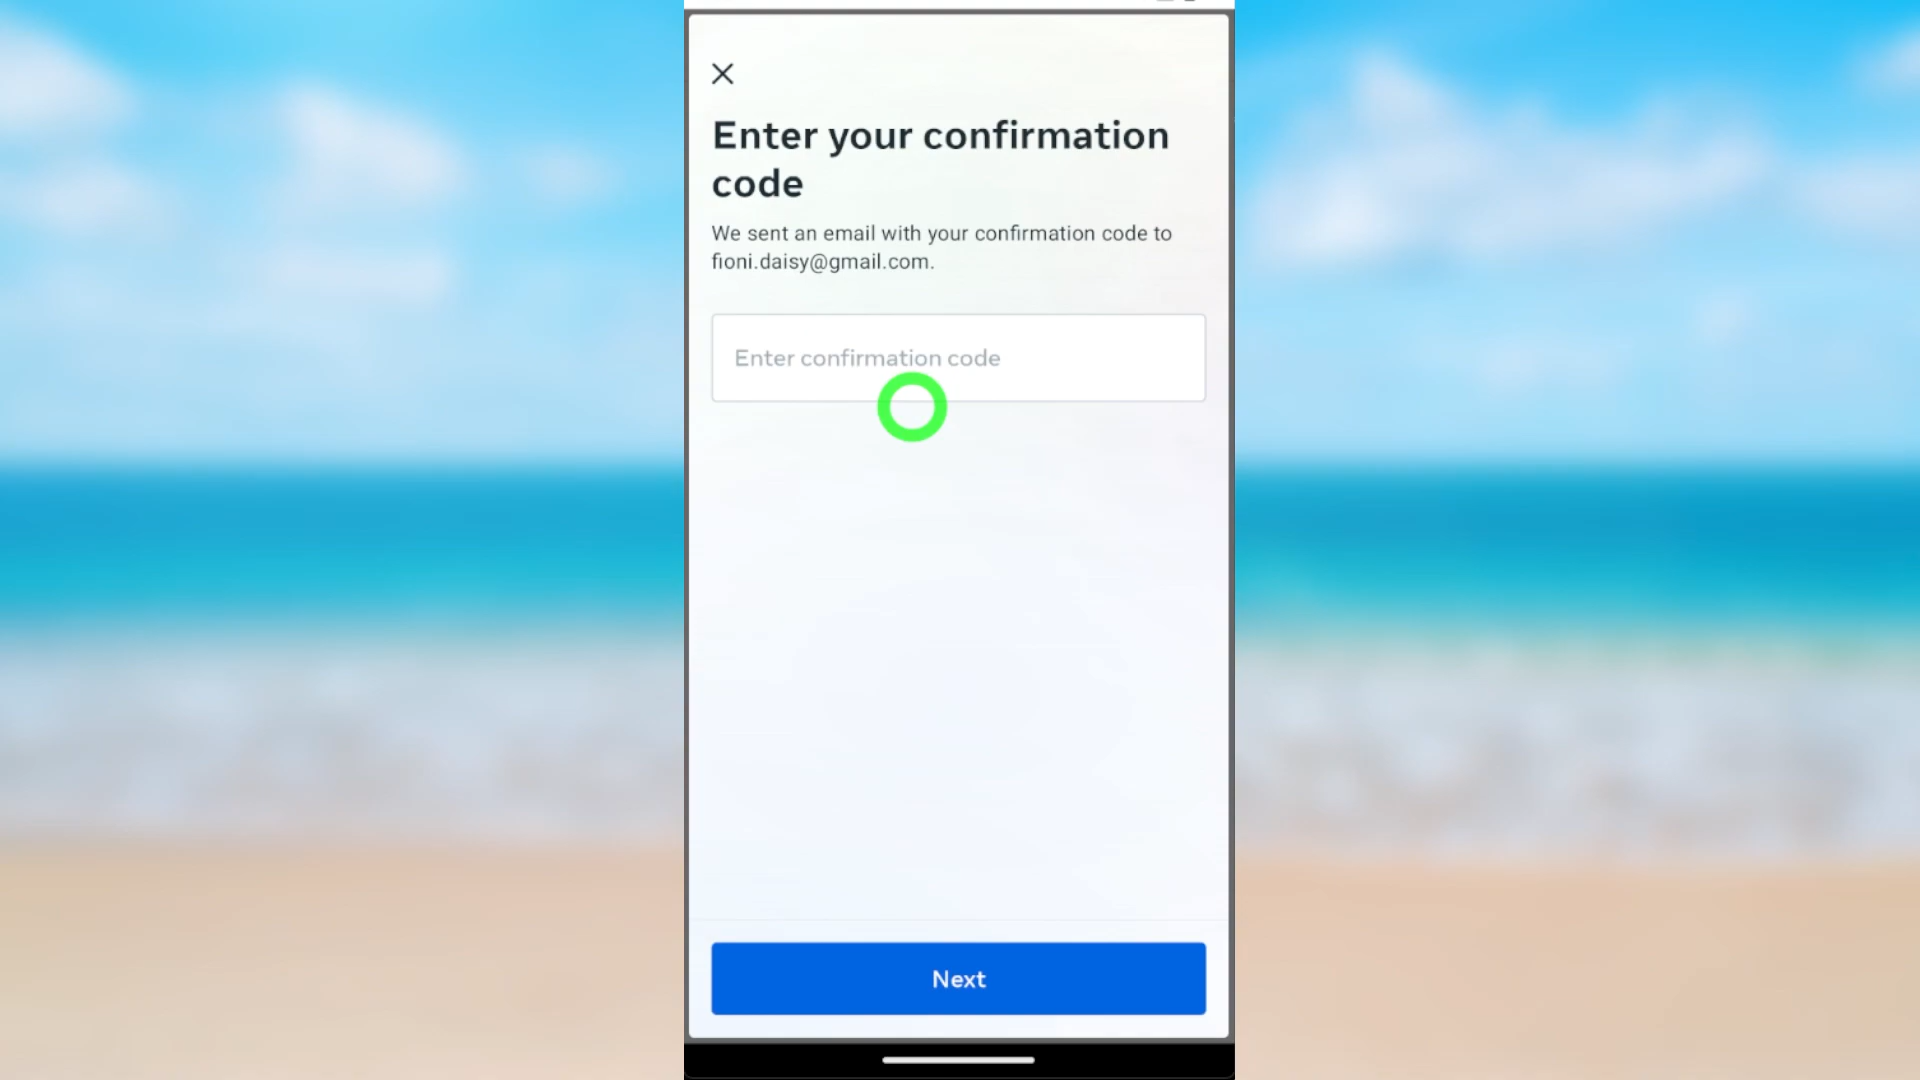 Enter your confirmation
code
We sent an email with your confirmation code to
fioni.daisy@gmail.com.
Enter confirmation code
Next